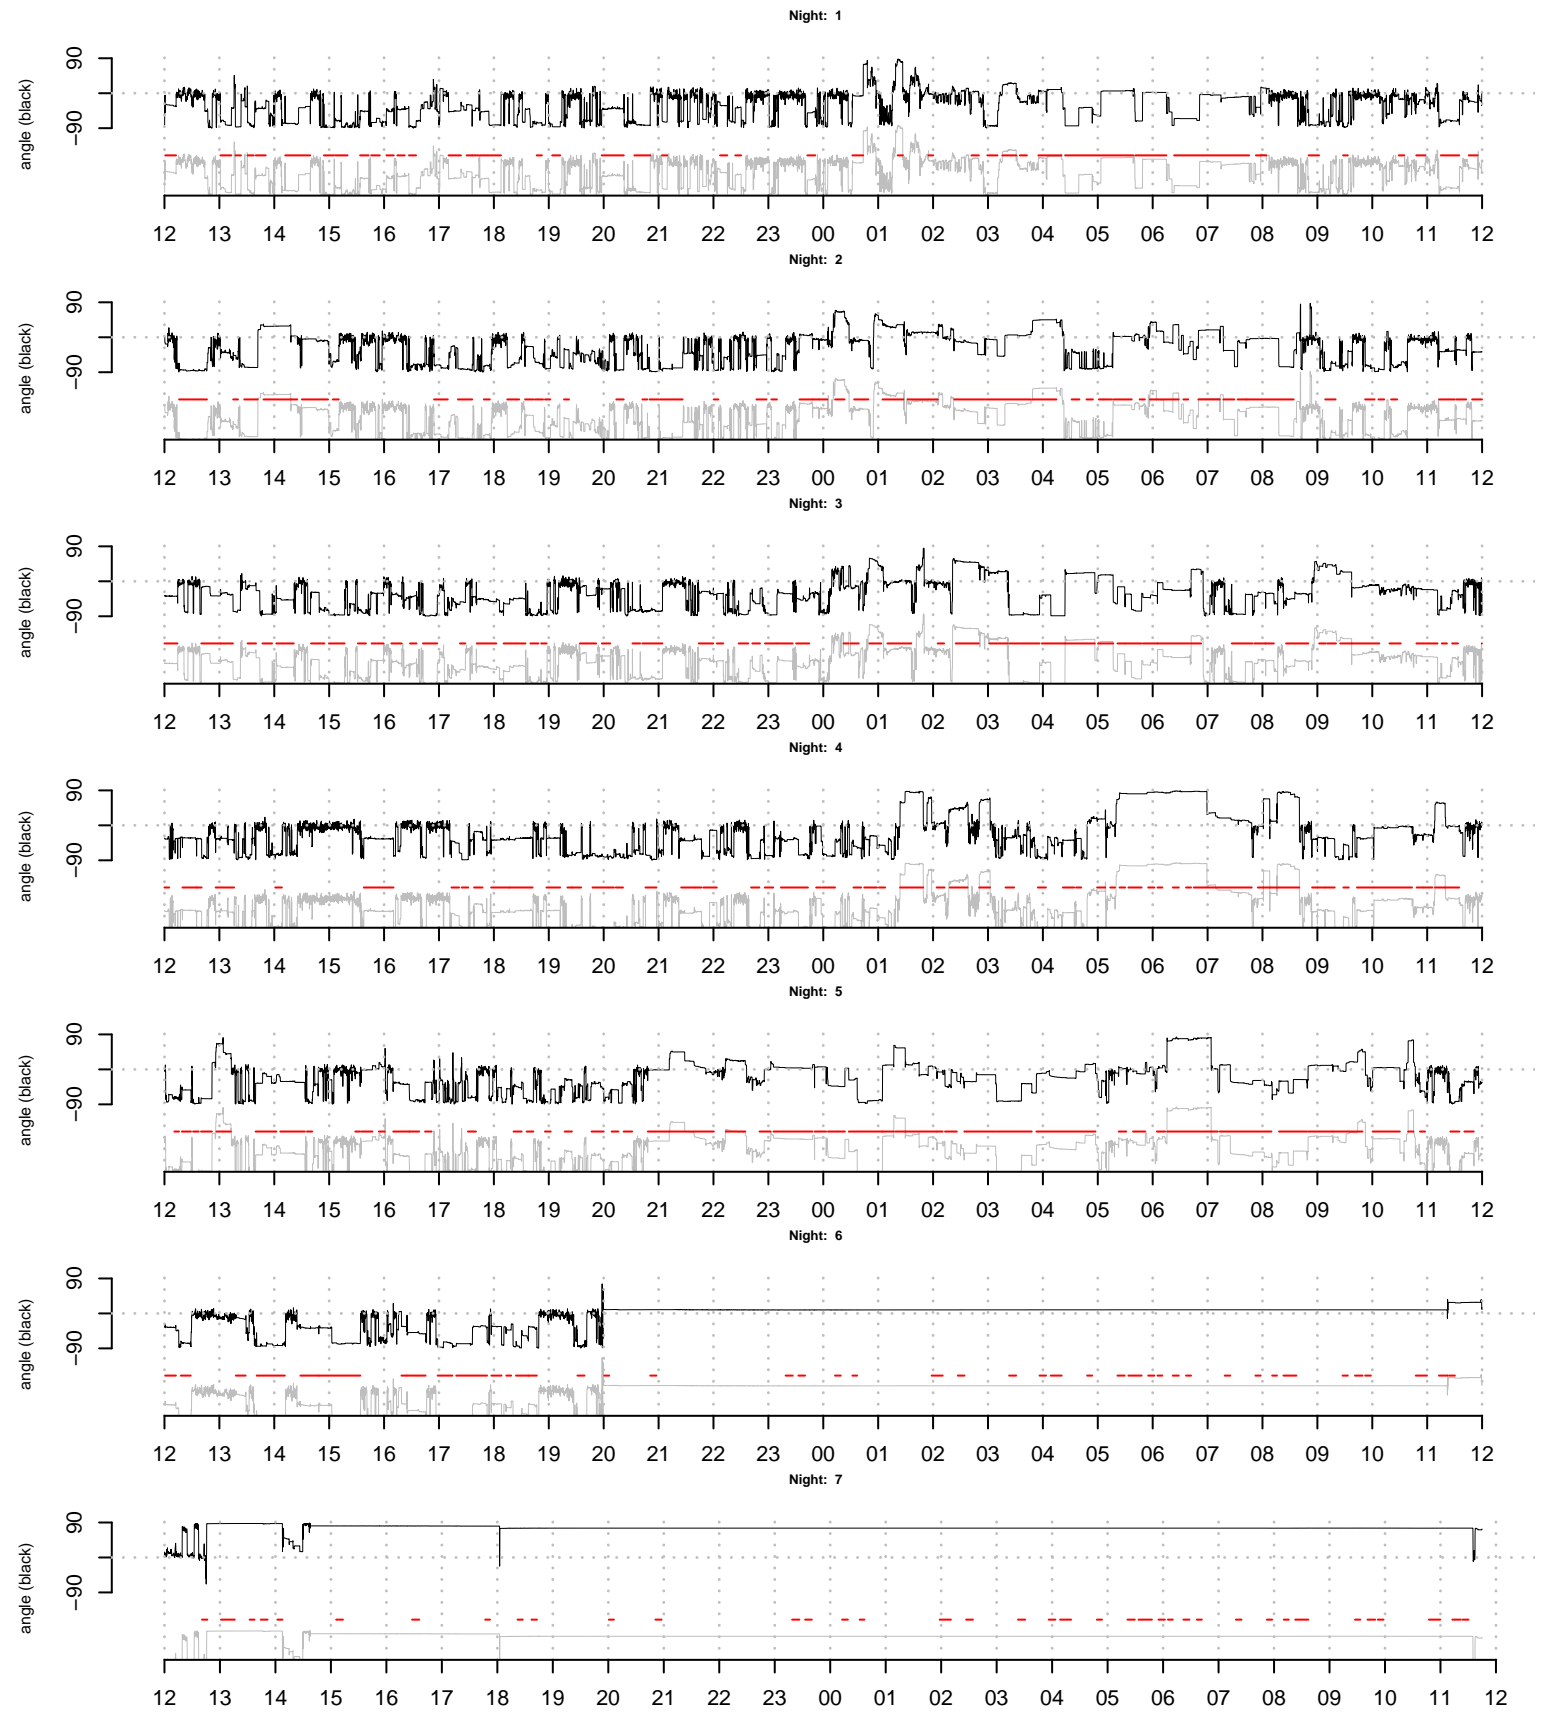 Night: 1
90
-90
angle (black)
12 13 14 15 16 17 18 19 20 21 22 23 00 01 02 03 04 05 06 07 08 09 10 11 12
Night: 2
90
-90
angle (black)
12 13 14 15 16 17 18 19 20 21 22 23 00 01 02 03 04 05 06 07 08 09 10 11 12
Night: 3
90
-90
angle (black)
12 13 14 15 16 17 18 19 20 21 22 23 00 01 02 03 04 05 06 07 08 09 10 11 12
Night: 4
90
-90
angle (black)
12 13 14 15 16 17 18 19 20 21 22 23 00 01 02 03 04 05 06 07 08 09 10 11 12
Night: 5
90
-90
angle (black)
12 13 14 15 16 17 18 19 20 21 22 23 00 01 02 03 04 05 06 07 08 09 10 11 12
Night: 6
90
-90
angle (black)
12 13 14 15 16 17 18 19 20 21 22 23 00 01 02 03 04 05 06 07 08 09 10 11 12
Night: 7
90
-90
angle (black)
12 13 14 15 16 17 18 19 20 21 22 23 00 01 02 03 04 05 06 07 08 09 10 11 12